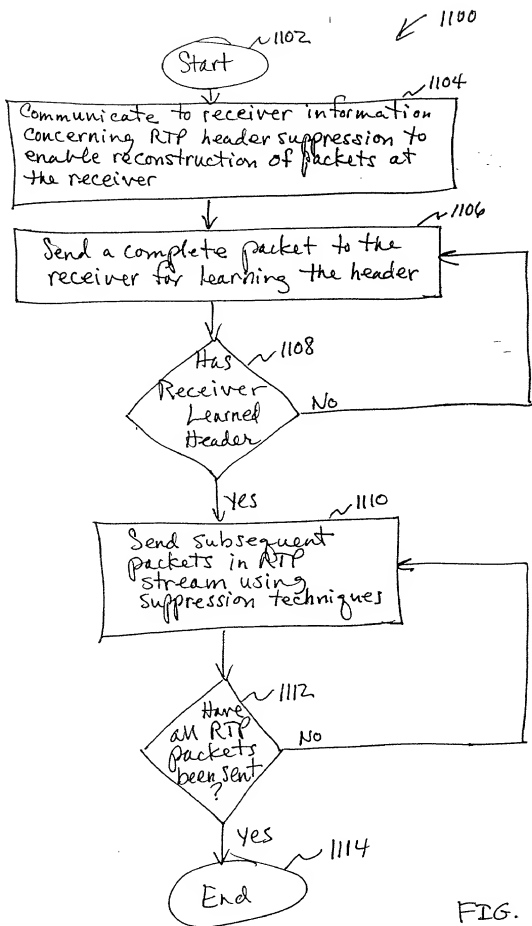 1100
1102
Start
1104
Communicate to receiver information
concerning RTP header suppression to
enable reconstruction of packets at
the receiver
1106
Send a complete packet to the
receiver for learning the header
1108
Has
Receiver
Learned
Header
No
Yes
1110
Send subsequent
packets in RTP
stream using
suppression techniques
1112
Have
all RTP
packets
been sent
?
No
Yes
1114
End
FIG.